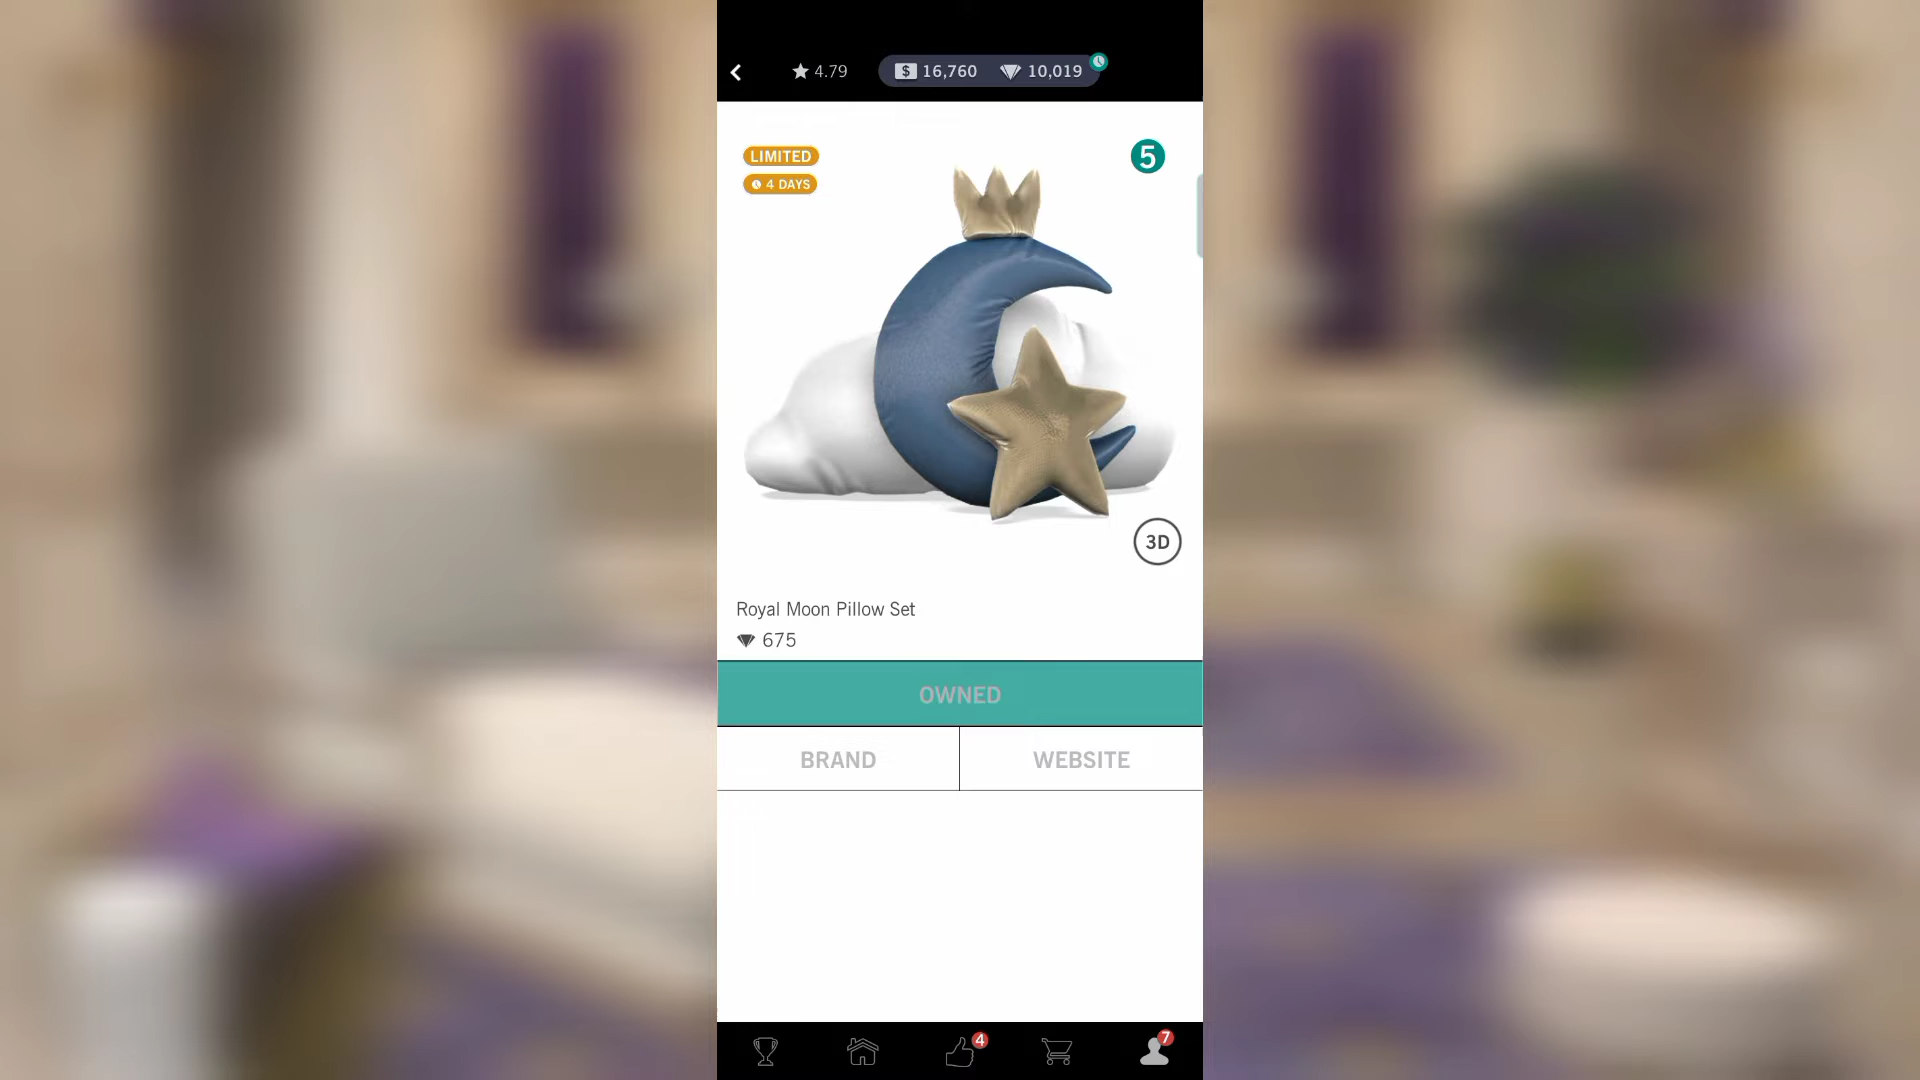 4.79
$ 16,760
10,019
LIMITED
4 DAYS
5
3D
Royal Moon Pillow Set
675
OWNED
BRAND
WEBSITE
4
7